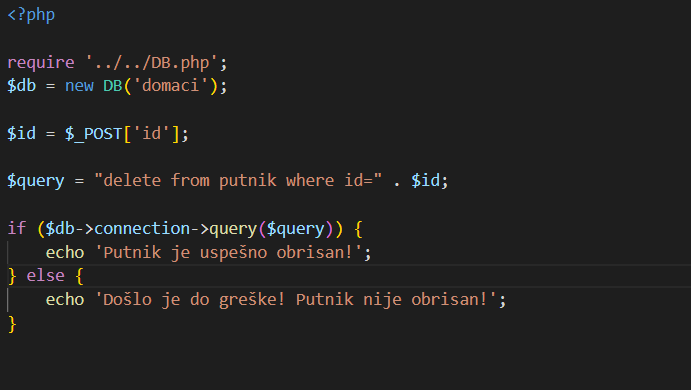 <?php
require '../../DB.php';
$db = new DB('domaci');
$id = $_POST['id'];
$query = "delete from putnik where id=" . $id;
if ($db->connection->query($query)) {
echo 'Putnik je uspešno obrisan!';
} else {
echo 'Došlo je do greške! Putnik nije obrisan!';
}